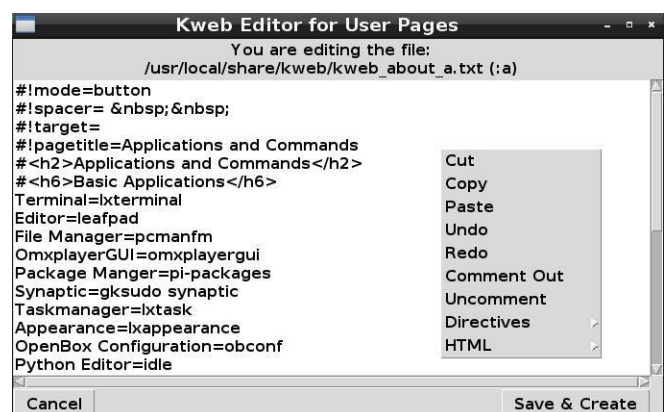 Kweb Editor for User Pages
You are editing the file:
/usr/local/share/kweb/kweb_about_a.txt (:a)
#!mode=button
#!spacer= &nbsp;&nbsp;
#!target=
#!pagetitle=Applications and Commands
#<h2>Applications and Commands</h2>
#<h6>Basic Applications</h6>
Terminal=lxterminal
Editor=leafpad
File Manager=pcmanfm
OmxplayerGUI=omxplayergui
Package Manger=pi-packages
Synaptic=gksudo synaptic
Taskmanager=lxtask
Appearance=lxappearance
OpenBox Configuration=obconf
Python Editor=idle
Cut
Copy
Paste
Undo
Redo
Comment Out
Uncomment
Directives
HTML
Cancel
Save & Create